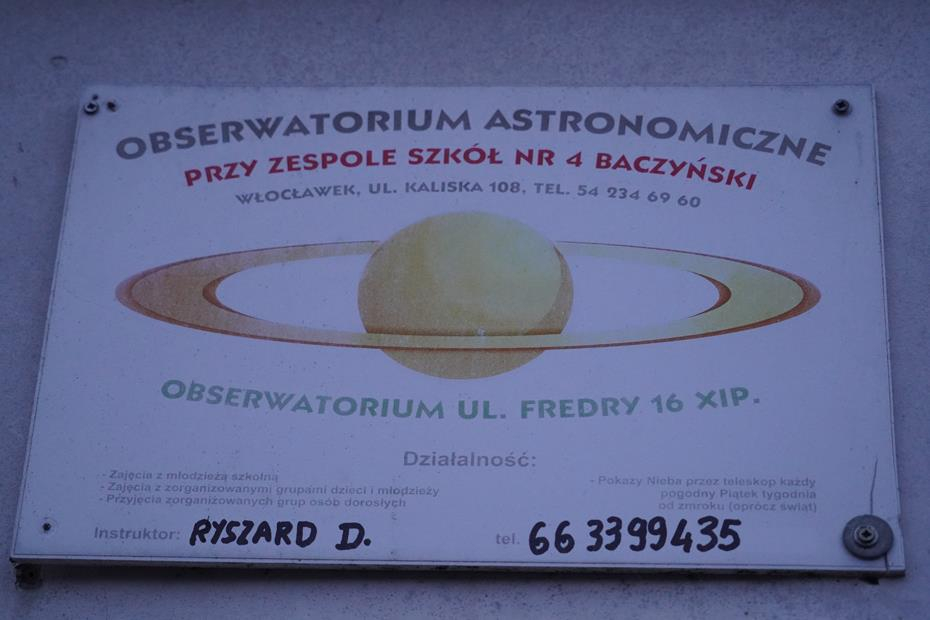 OBSERWATORIUM ASTRONOMICZNE
PRZY ZESPOLE SZKÓŁ NR 4 BACZYŃSKI
WŁOCŁAWEK, UL. KALISKA 108, TEL. 54 234 69 60
OBSERWATORIUM UL. FREDRY 16 XIP.
Działalność:
- Zajęcia z młodzieżą szkolną
- Zajęcia z zorganizowanymi grupami dzieci i młodzieży
- Przyjęcia zorganizowanych grup osób dorosłych
- Pokazy Nieba przez teleskop każdy
pogodny Piątek tygodnia
od zmroku (oprócz świąt)
Instruktor: RYSZARD D.
tel. 663399435